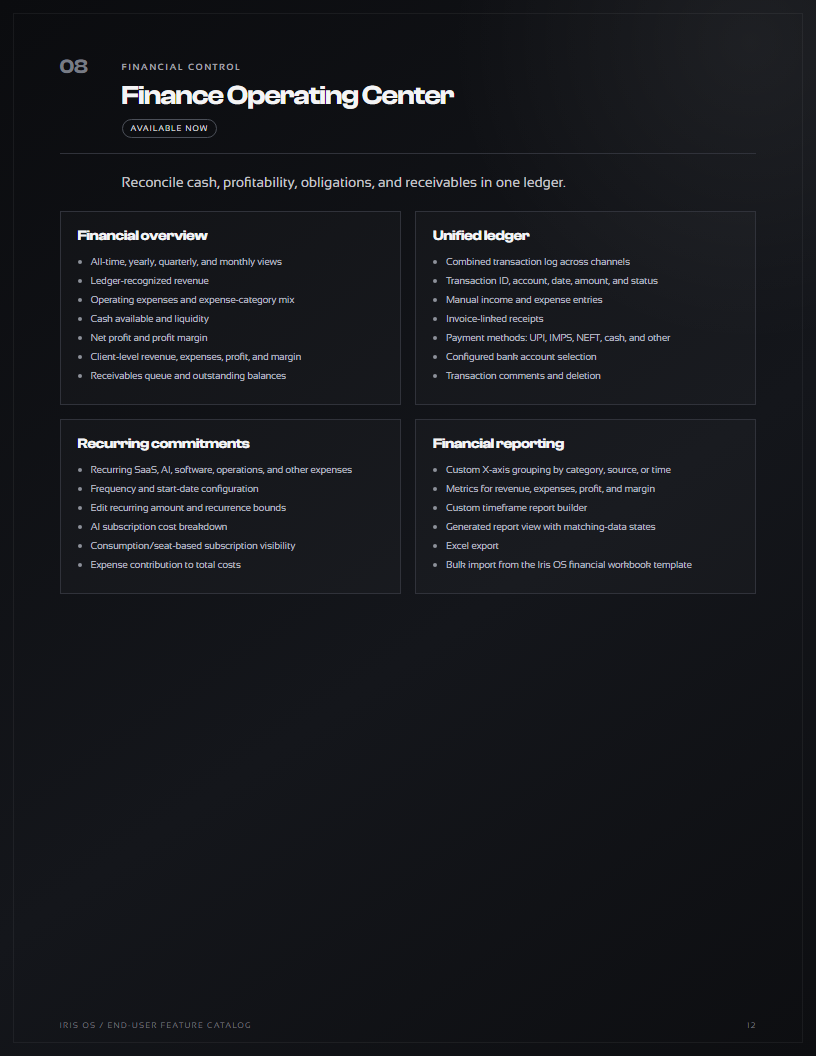 08
FINANCIAL CONTROL
Finance Operating Center
AVAILABLE NOW
Reconcile cash, profitability, obligations, and receivables in one ledger.
Financial overview
All-time, yearly, quarterly, and monthly views
Ledger-recognized revenue
Operating expenses and expense-category mix
Cash available and liquidity
Net profit and profit margin
Client-level revenue, expenses, profit, and margin
Receivables queue and outstanding balances
Unified ledger
Combined transaction log across channels
Transaction ID, account, date, amount, and status
Manual income and expense entries
Invoice-linked receipts
Payment methods: UPI, IMPS, NEFT, cash, and other
Configured bank account selection
Transaction comments and deletion
Recurring commitments
Recurring SaaS, AI, software, operations, and other expenses
Frequency and start-date configuration
Edit recurring amount and recurrence bounds
AI subscription cost breakdown
Consumption/seat-based subscription visibility
Expense contribution to total costs
Financial reporting
Custom X-axis grouping by category, source, or time
Metrics for revenue, expenses, profit, and margin
Custom timeframe report builder
Generated report view with matching-data states
Excel export
Bulk import from the Iris OS financial workbook template
IRIS OS / END-USER FEATURE CATALOG
12